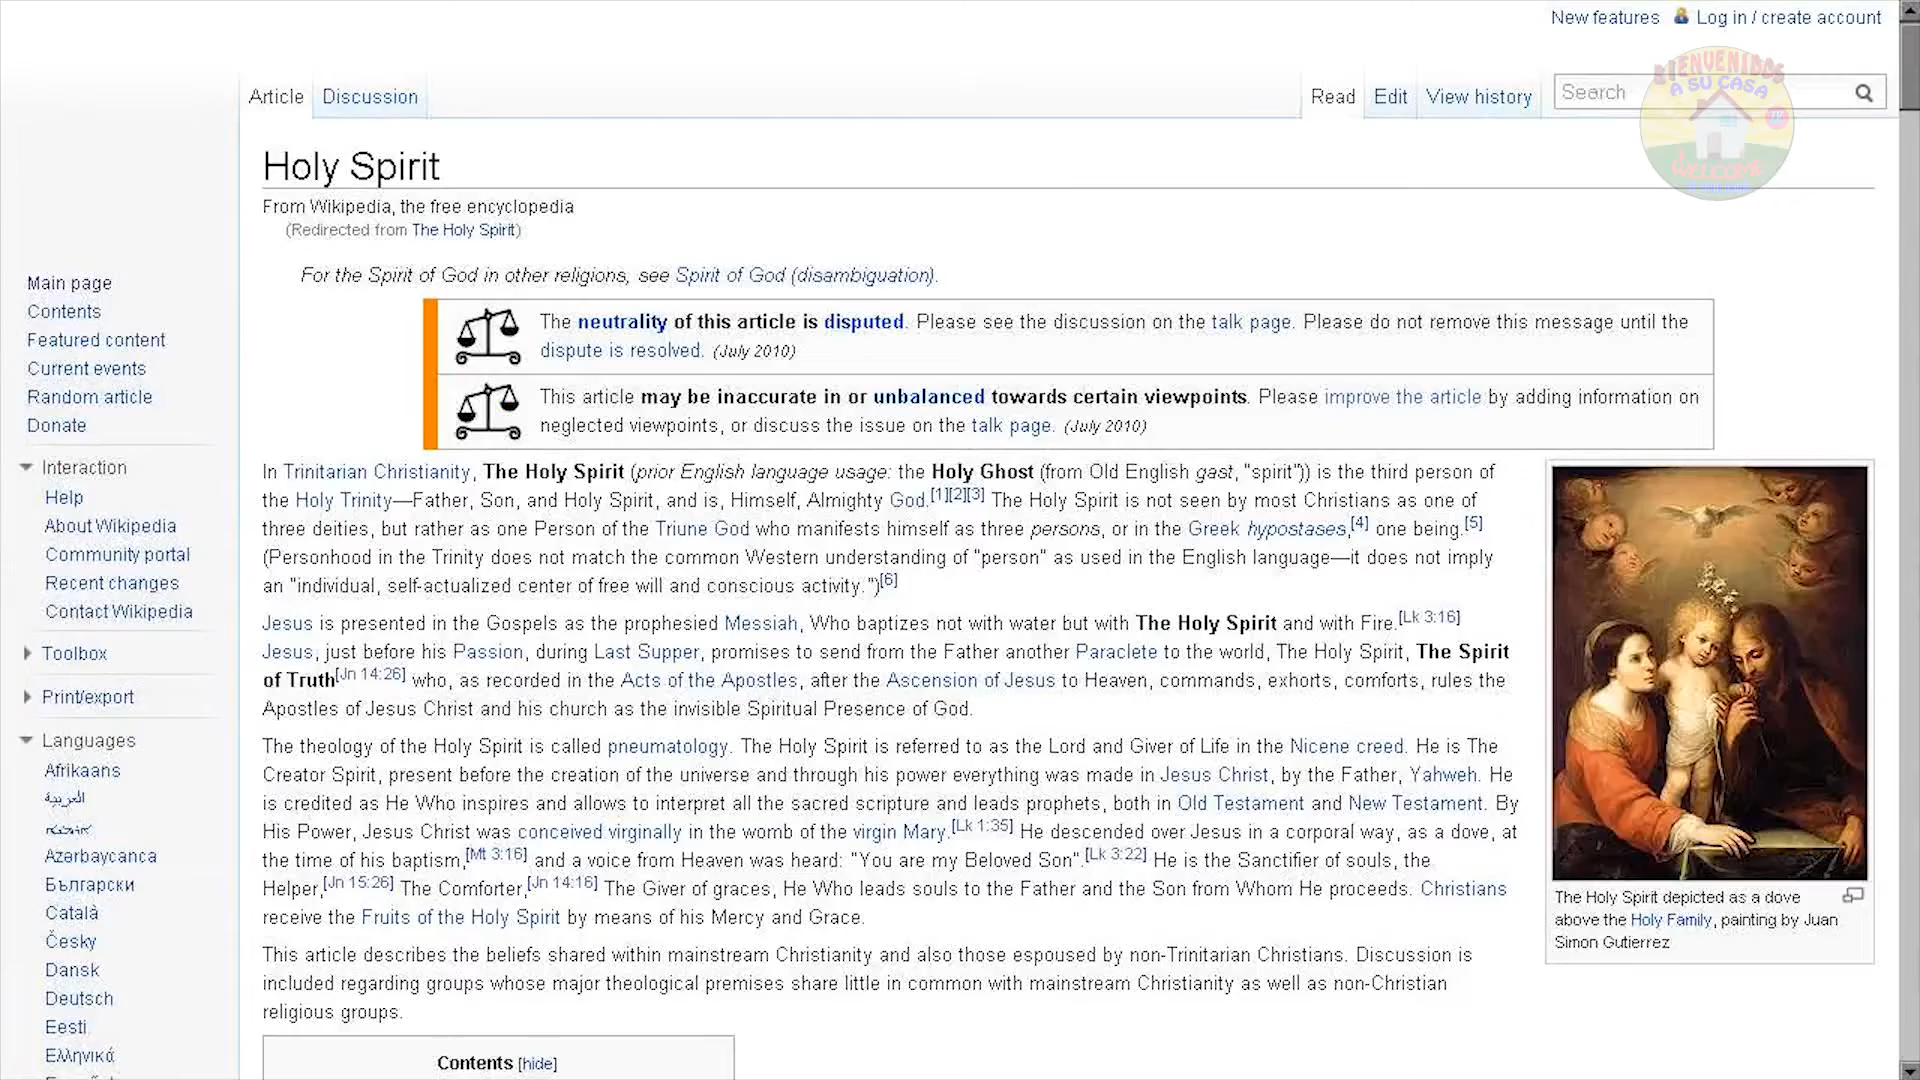 New features Log in / create account
BIENVENIDOS
A SU CASA
TV
WELCOME
Article Discussion Read Edit View history Search
Holy Spirit
From Wikipedia, the free encyclopedia
(Redirected from The Holy Spirit)
For the Spirit of God in other religions, see Spirit of God (disambiguation).
The neutrality of this article is disputed. Please see the discussion on the talk page. Please do not remove this message until the
dispute is resolved. (July 2010)
This article may be inaccurate in or unbalanced towards certain viewpoints. Please improve the article by adding information on
neglected viewpoints, or discuss the issue on the talk page. (July 2010)
In Trinitarian Christianity, The Holy Spirit (prior English language usage: the Holy Ghost (from Old English gast, "spirit")) is the third person of
the Holy Trinity—Father, Son, and Holy Spirit, and is, Himself, Almighty God.[1][2][3] The Holy Spirit is not seen by most Christians as one of
three deities, but rather as one Person of the Triune God who manifests himself as three persons, or in the Greek hypostases,[4] one being.[5]
(Personhood in the Trinity does not match the common Western understanding of "person" as used in the English language—it does not imply
an "individual, self-actualized center of free will and conscious activity.")[6]
Jesus is presented in the Gospels as the prophesied Messiah, Who baptizes not with water but with The Holy Spirit and with Fire.[Lk 3:16]
Jesus, just before his Passion, during Last Supper, promises to send from the Father another Paraclete to the world, The Holy Spirit, The Spirit
of Truth[Jn 14:26] who, as recorded in the Acts of the Apostles, after the Ascension of Jesus to Heaven, commands, exhorts, comforts, rules the
Apostles of Jesus Christ and his church as the invisible Spiritual Presence of God.
The theology of the Holy Spirit is called pneumatology. The Holy Spirit is referred to as the Lord and Giver of Life in the Nicene creed. He is The
Creator Spirit, present before the creation of the universe and through his power everything was made in Jesus Christ, by the Father, Yahweh. He
is credited as He Who inspires and allows to interpret all the sacred scripture and leads prophets, both in Old Testament and New Testament. By
His Power, Jesus Christ was conceived virginally in the womb of the virgin Mary.[Lk 1:35] He descended over Jesus in a corporal way, as a dove, at
the time of his baptism,[Mt 3:16] and a voice from Heaven was heard: "You are my Beloved Son".[Lk 3:22] He is the Sanctifier of souls, the
Helper,[Jn 15:26] The Comforter,[Jn 14:16] The Giver of graces, He Who leads souls to the Father and the Son from Whom He proceeds. Christians
receive the Fruits of the Holy Spirit by means of his Mercy and Grace.
This article describes the beliefs shared within mainstream Christianity and also those espoused by non-Trinitarian Christians. Discussion is
included regarding groups whose major theological premises share little in common with mainstream Christianity as well as non-Christian
religious groups.
Contents [hide]
The Holy Spirit depicted as a dove
above the Holy Family, painting by Juan
Simon Gutierrez
Main page
Contents
Featured content
Current events
Random article
Donate
Interaction
Help
About Wikipedia
Community portal
Recent changes
Contact Wikipedia
Toolbox
Print/export
Languages
Afrikaans
العربية
Azərbaycanca
Български
Català
Česky
Dansk
Deutsch
Eesti
Ελληνικά